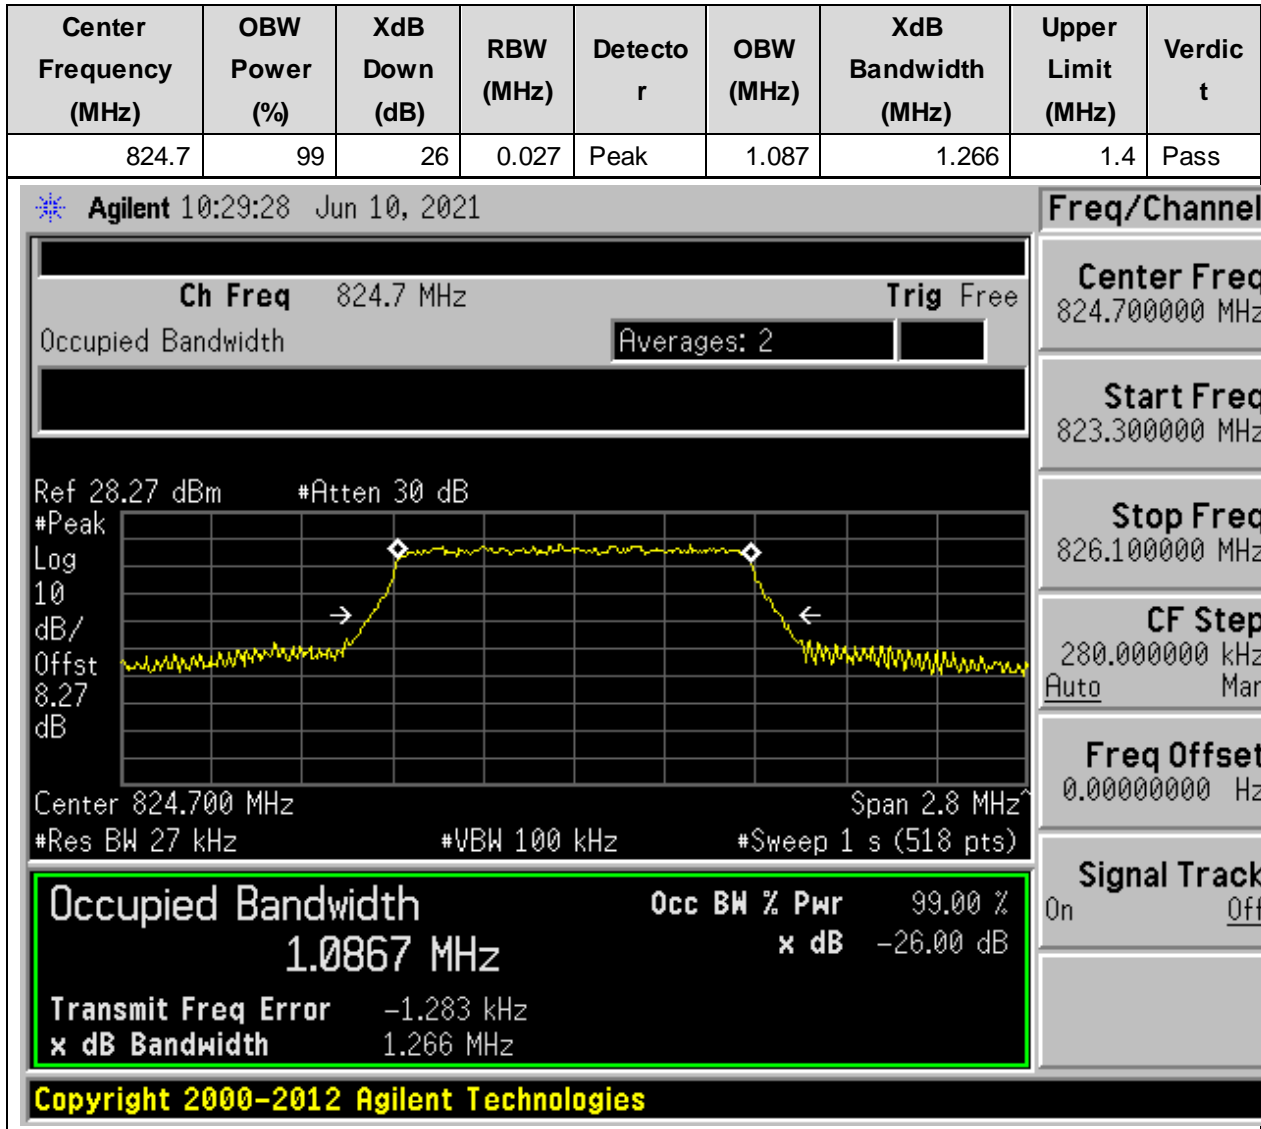 Center Frequency (MHz) OBW Power (%) XdB Down (dB) RBW (MHz) Detecto r OBW (MHz) XdB Bandwidth (MHz) Upper Limit (MHz) Verdic t
824.7 99 26 0.027 Peak 1.087 1.266 1.4 Pass
Agilent 10:29:28 Jun 10, 2021
Freq/Channel
Ch Freq 824.7 MHz Trig Free
Occupied Bandwidth Averages: 2
Center Freq
824.700000 MHz
Start Freq
823.300000 MHz
Stop Freq
826.100000 MHz
CF Step
280.000000 kHz
Auto Man
Freq Offset
0.00000000 Hz
Signal Track
On Off
Ref 28.27 dBm #Atten 30 dB
#Peak
Log
10
dB/
Offst
8.27
dB
Center 824.700 MHz Span 2.8 MHz^
#Res BW 27 kHz #VBW 100 kHz #Sweep 1 s (518 pts)
Occupied Bandwidth
1.0867 MHz
Occ BW % Pwr 99.00 %
x dB -26.00 dB
Transmit Freq Error -1.283 kHz
x dB Bandwidth 1.266 MHz
Copyright 2000-2012 Agilent Technologies